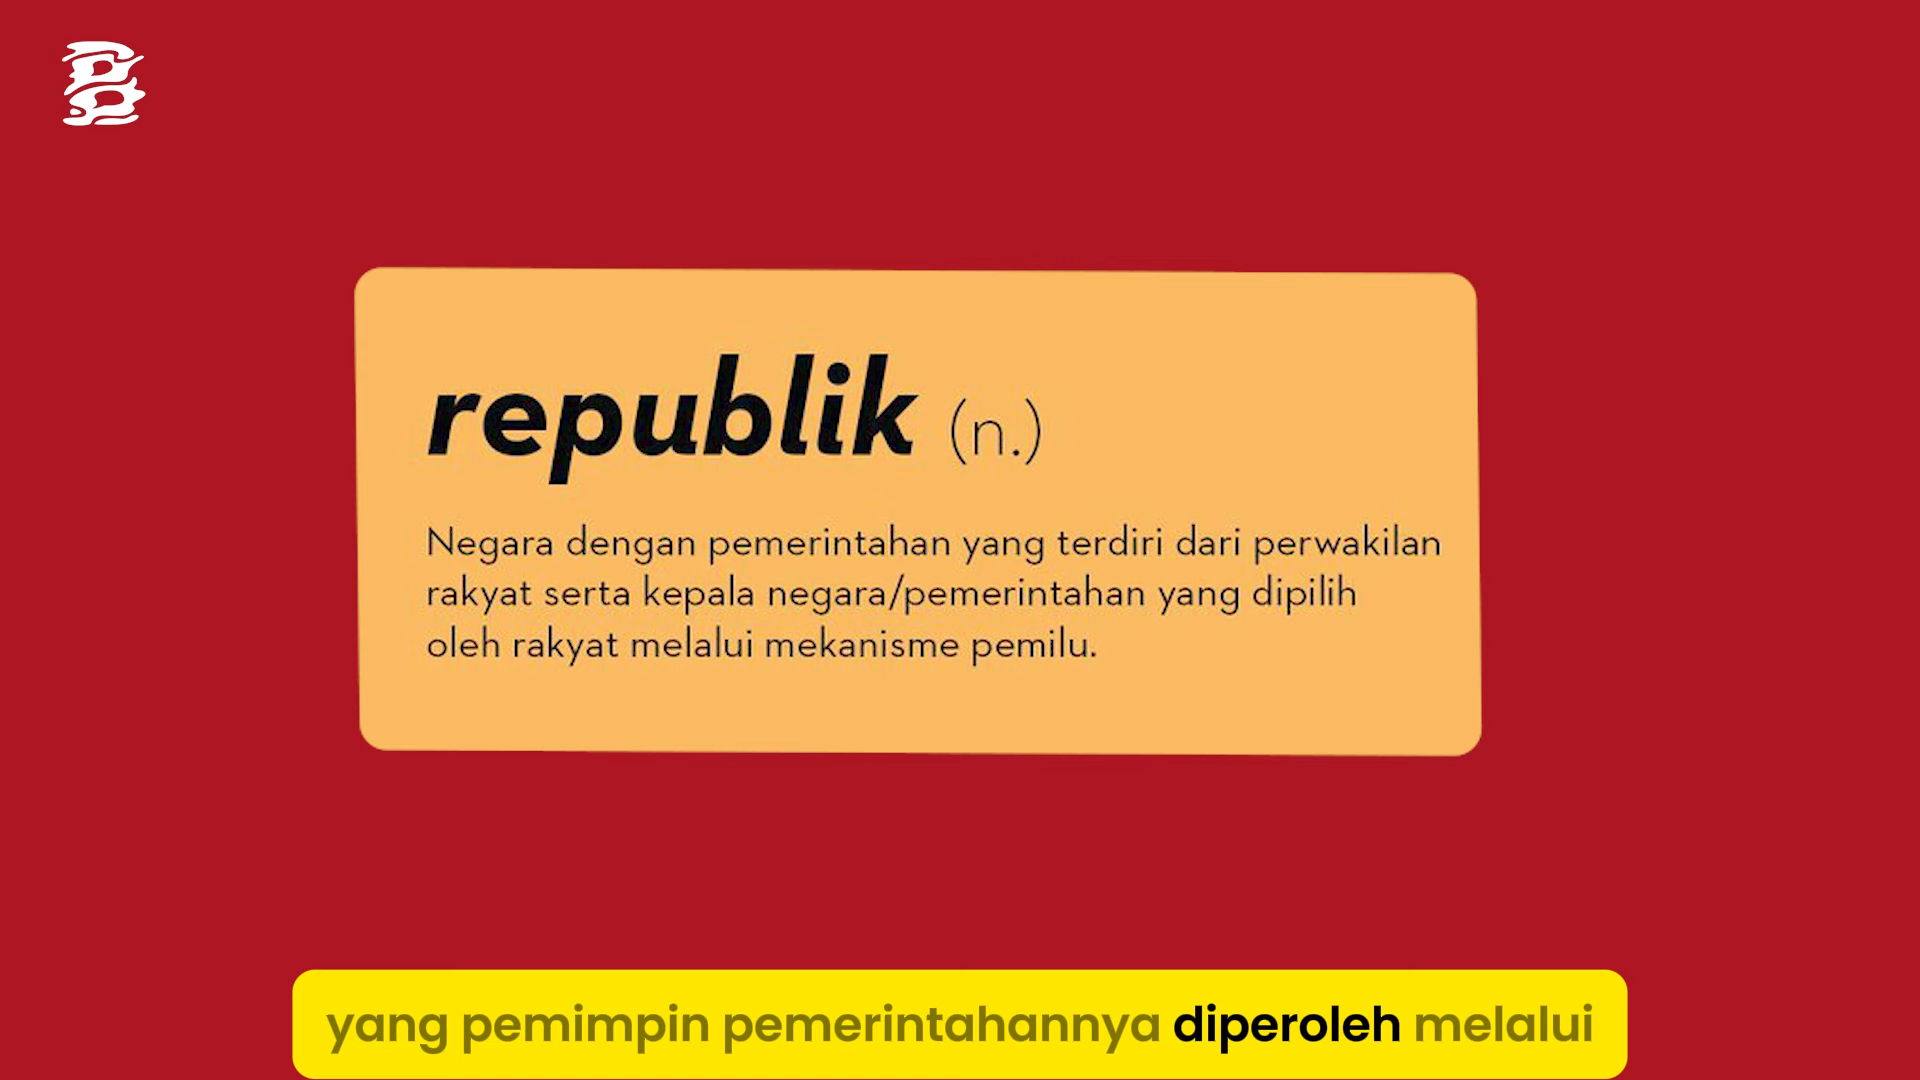 republik (n.)
Negara dengan pemerintahan yang terdiri dari perwakilan
rakyat serta kepala negara/pemerintahan yang dipilih
oleh rakyat melalui mekanisme pemilu.
yang pemimpin pemerintahannya diperoleh melalui